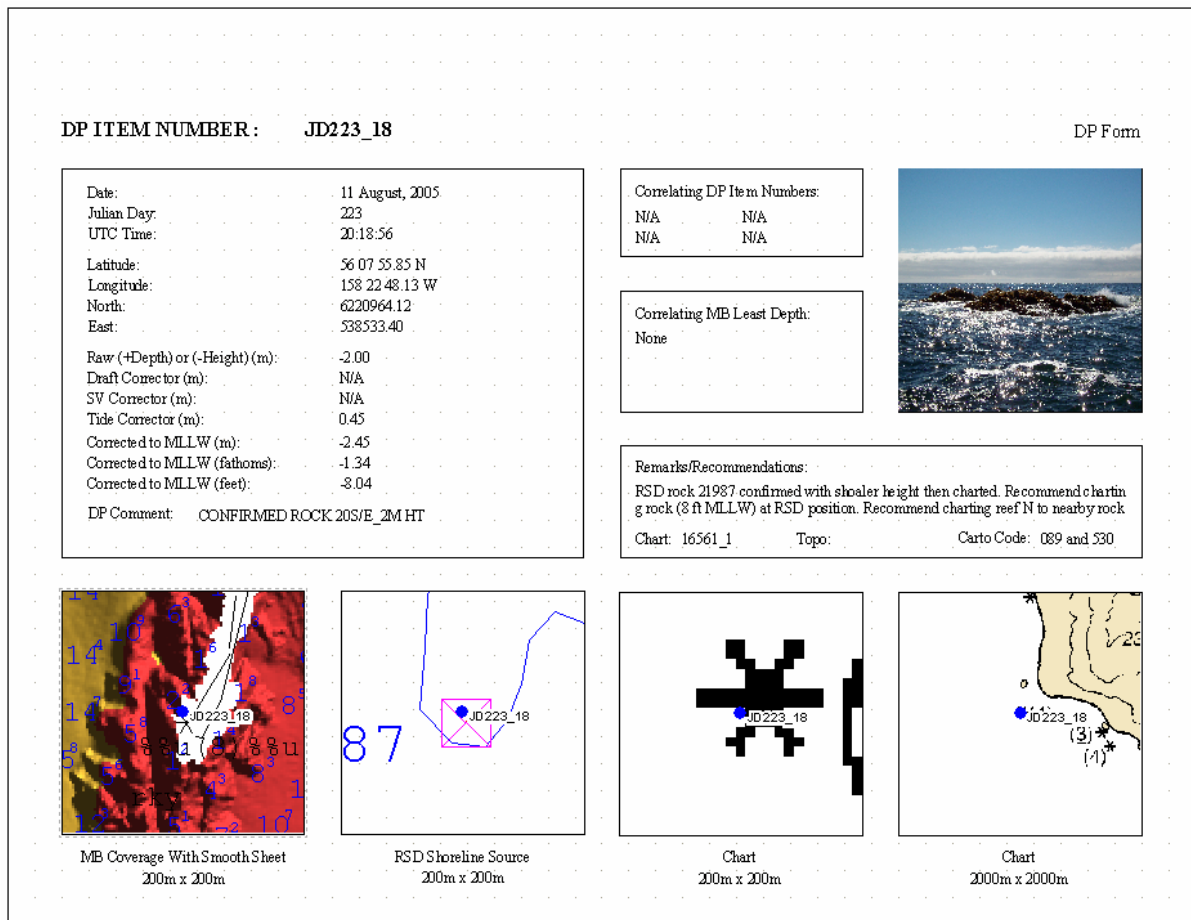 DP ITEM NUMBER: JD223_18
DP Form
Date: 11 August, 2005
Julian Day: 223
UTC Time: 20:18:56
Latitude: 56 07 55.85 N
Longitude: 158 22 48.13 W
North: 6220964.12
East: 538533.40
Raw (+Depth) or (-Height) (m): -2.00
Draft Corrector (m): N/A
SV Corrector (m): N/A
Tide Corrector (m): 0.45
Corrected to MLLW (m): -2.45
Corrected to MLLW (fathoms): -1.34
Corrected to MLLW (feet): -8.04
DP Comment: CONFIRMED ROCK 20S/E_2M HT
Correlating DP Item Numbers:
N/A N/A
N/A N/A
Correlating MB Least Depth:
None
Remarks/Recommendations:
RSD rock 21987 confirmed with shoaler height then charted. Recommend chartin
g rock (8 ft MLLW) at RSD position. Recommend charting reef N to nearby rock
Chart: 16561_1 Topo: Carto Code: 089 and 530
JD223_18
rky
MB Coverage With Smooth Sheet
200m x 200m
87
JD223_18
RSD Shoreline Source
200m x 200m
JD223_18
Chart
200m x 200m
JD223_18
(3)
(4)
Chart
2000m x 2000m